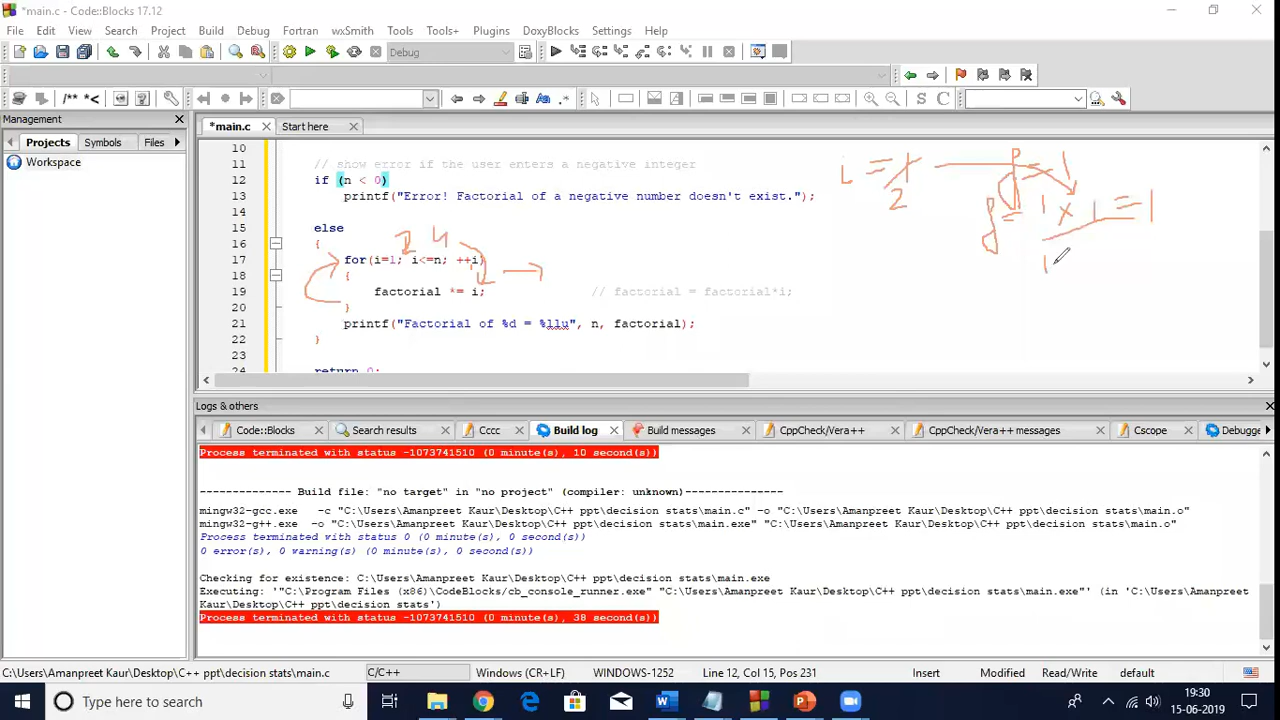 *main.c - Code::Blocks 17.12
File Edit View Search Project Build Debug Fortran wxSmith Tools Tools+ Plugins DoxyBlocks Settings Help
Debug
/** *< S C
Management
*main.c Start here
Projects Symbols Files
Workspace
10
11 // show error if the user enters a negative integer
12 if (n < 0)
13 printf("Error! Factorial of a negative number doesn't exist.");
14
15 else
16 {
17 for(i=1; i<=n; ++i)
18 {
19 factorial *= i; // factorial = factorial*i;
20 }
21 printf("Factorial of %d = %llu", n, factorial);
22 }
23
24 return 0;
2 4
i = 1
2
1 x 1 = 1
1
Logs & others
Code::Blocks Search results Cccc Build log Build messages CppCheck/Vera++ CppCheck/Vera++ messages Cscope Debugge
Process terminated with status -1073741510 (0 minute(s), 10 second(s))
-------------- Build file: "no target" in "no project" (compiler: unknown)---------------
mingw32-gcc.exe -c "C:\Users\Amanpreet Kaur\Desktop\C++ ppt\decision stats\main.c" -o "C:\Users\Amanpreet Kaur\Desktop\C++ ppt\decision stats\main.o"
mingw32-g++.exe -o "C:\Users\Amanpreet Kaur\Desktop\C++ ppt\decision stats\main.exe" "C:\Users\Amanpreet Kaur\Desktop\C++ ppt\decision stats\main.o"
Process terminated with status 0 (0 minute(s), 0 second(s))
0 error(s), 0 warning(s) (0 minute(s), 0 second(s))
Checking for existence: C:\Users\Amanpreet Kaur\Desktop\C++ ppt\decision stats\main.exe
Executing: '"C:\Program Files (x86)\CodeBlocks/cb_console_runner.exe" "C:\Users\Amanpreet Kaur\Desktop\C++ ppt\decision stats\main.exe"' (in 'C:\Users\Amanpreet
Kaur\Desktop\C++ ppt\decision stats')
Process terminated with status -1073741510 (0 minute(s), 38 second(s))
C:\Users\Amanpreet Kaur\Desktop\C++ ppt\decision stats\main.c C/C++ Windows (CR+LF) WINDOWS-1252 Line 12, Col 15, Pos 231 Insert Modified Read/Write default
Type here to search
19:30
15-06-2019